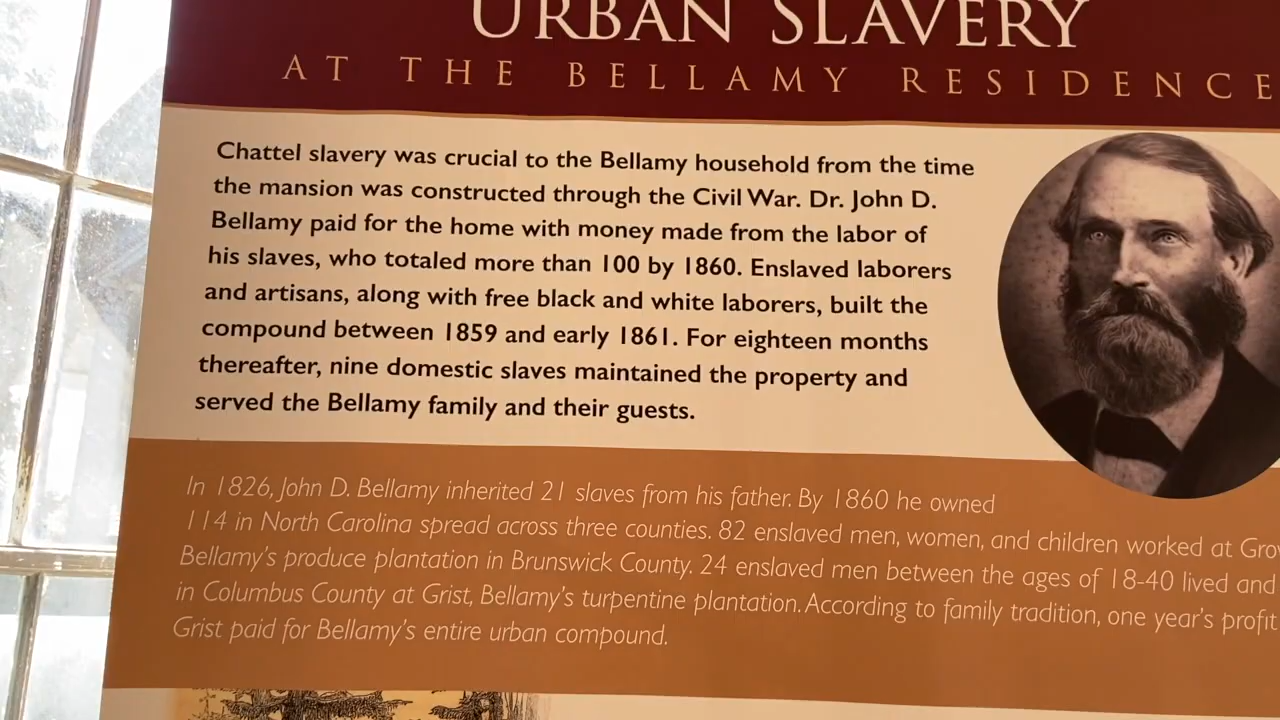 URBAN SLAVERY
AT THE BELLAMY RESIDENCE
Chattel slavery was crucial to the Bellamy household from the time
the mansion was constructed through the Civil War. Dr. John D.
Bellamy paid for the home with money made from the labor of
his slaves, who totaled more than 100 by 1860. Enslaved laborers
and artisans, along with free black and white laborers, built the
compound between 1859 and early 1861. For eighteen months
thereafter, nine domestic slaves maintained the property and
served the Bellamy family and their guests.
In 1826, John D. Bellamy inherited 21 slaves from his father. By 1860 he owned
114 in North Carolina spread across three counties. 82 enslaved men, women, and children worked at
Bellamy's produce plantation in Brunswick County. 24 enslaved men between the ages of 18-40 lived and
in Columbus County at Grist, Bellamy's turpentine plantation. According to family tradition, one year's profit
Grist paid for Bellamy's entire urban compound.